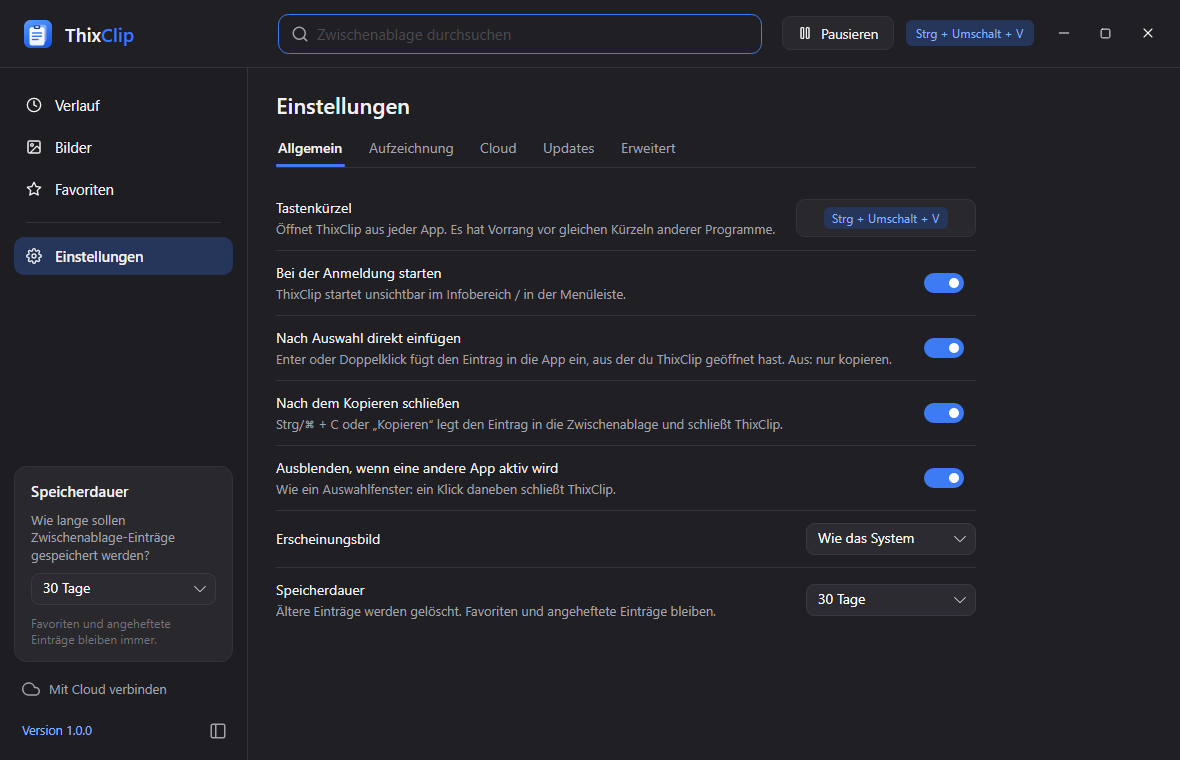 ThixClip
Zwischenablage durchsuchen
Pausieren
Strg + Umschalt + V
Verlauf
Bilder
Favoriten
Einstellungen
Speicherdauer
Wie lange sollen
Zwischenablage-Einträge
gespeichert werden?
30 Tage
Favoriten und angeheftete
Einträge bleiben immer.
Mit Cloud verbinden
Version 1.0.0
Einstellungen
Allgemein
Aufzeichnung
Cloud
Updates
Erweitert
Tastenkürzel
Öffnet ThixClip aus jeder App. Es hat Vorrang vor gleichen Kürzeln anderer Programme.
Strg + Umschalt + V
Bei der Anmeldung starten
ThixClip startet unsichtbar im Infobereich / in der Menüleiste.
Nach Auswahl direkt einfügen
Enter oder Doppelklick fügt den Eintrag in die App ein, aus der du ThixClip geöffnet hast. Aus: nur kopieren.
Nach dem Kopieren schließen
Strg/⌘ + C oder „Kopieren“ legt den Eintrag in die Zwischenablage und schließt ThixClip.
Ausblenden, wenn eine andere App aktiv wird
Wie ein Auswahlfenster: ein Klick daneben schließt ThixClip.
Erscheinungsbild
Wie das System
Speicherdauer
Ältere Einträge werden gelöscht. Favoriten und angeheftete Einträge bleiben.
30 Tage